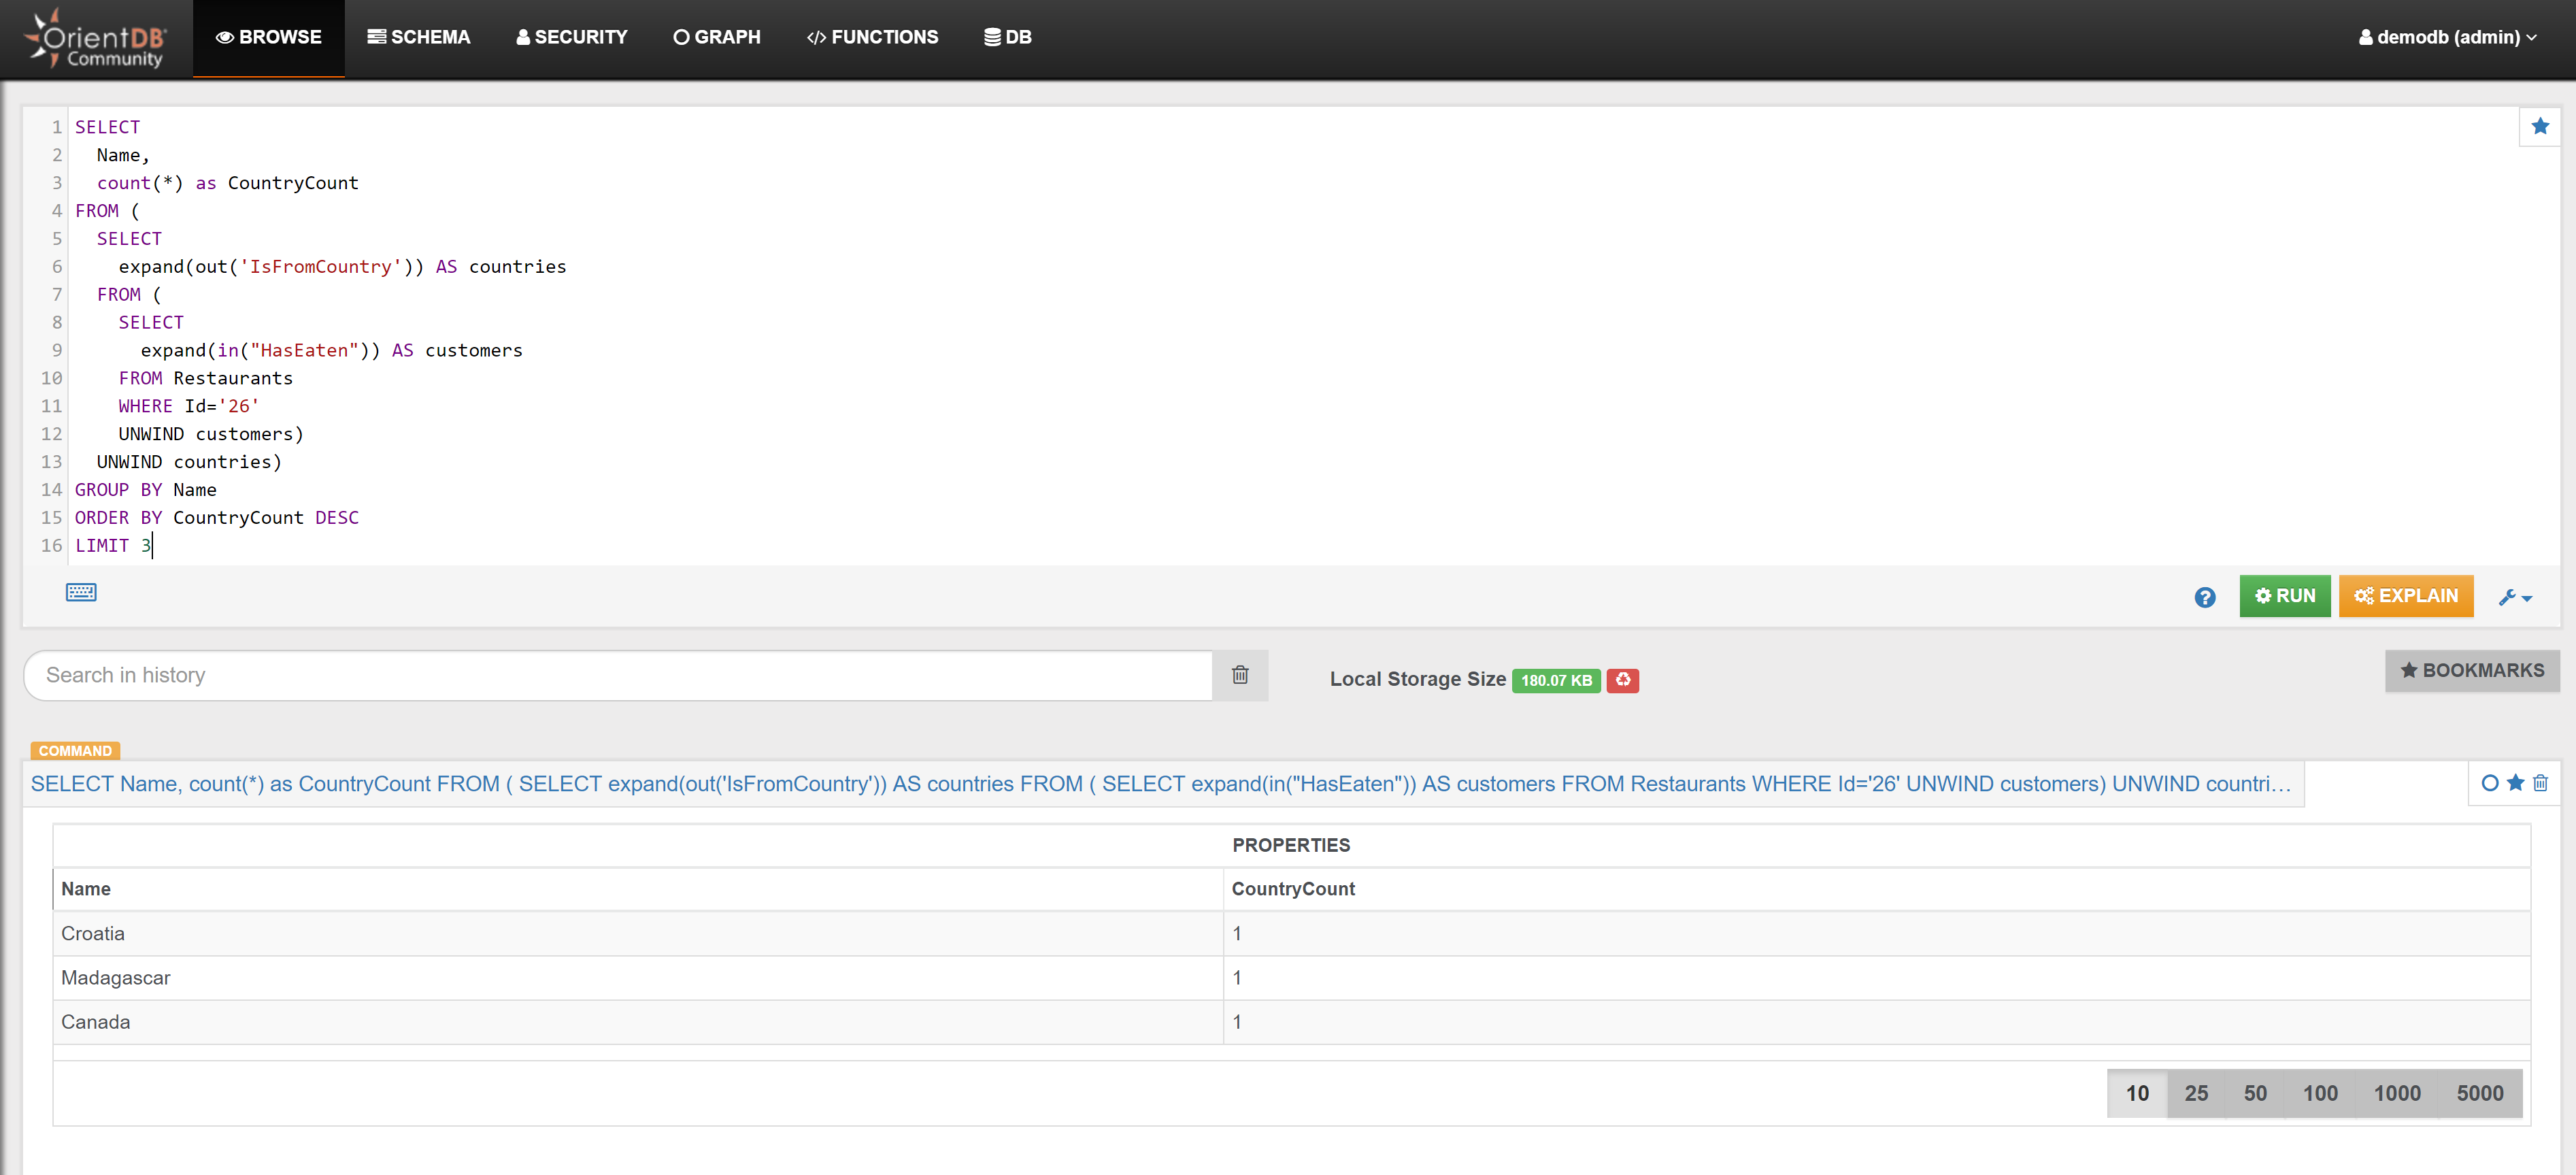 OrientDB
Community
BROWSE
SCHEMA
SECURITY
GRAPH
FUNCTIONS
DB
demodb (admin)
1 SELECT
2 Name,
3 count(*) as CountryCount
4 FROM (
5 SELECT
6 expand(out('IsFromCountry')) AS countries
7 FROM (
8 SELECT
9 expand(in("HasEaten")) AS customers
10 FROM Restaurants
11 WHERE Id='26'
12 UNWIND customers)
13 UNWIND countries)
14 GROUP BY Name
15 ORDER BY CountryCount DESC
16 LIMIT 3
? RUN EXPLAIN
Search in history
Local Storage Size 180.07 KB
BOOKMARKS
COMMAND
SELECT Name, count(*) as CountryCount FROM ( SELECT expand(out('IsFromCountry')) AS countries FROM ( SELECT expand(in("HasEaten")) AS customers FROM Restaurants WHERE Id='26' UNWIND customers) UNWIND countri...
PROPERTIES
Name CountryCount
Croatia 1
Madagascar 1
Canada 1
10 25 50 100 1000 5000